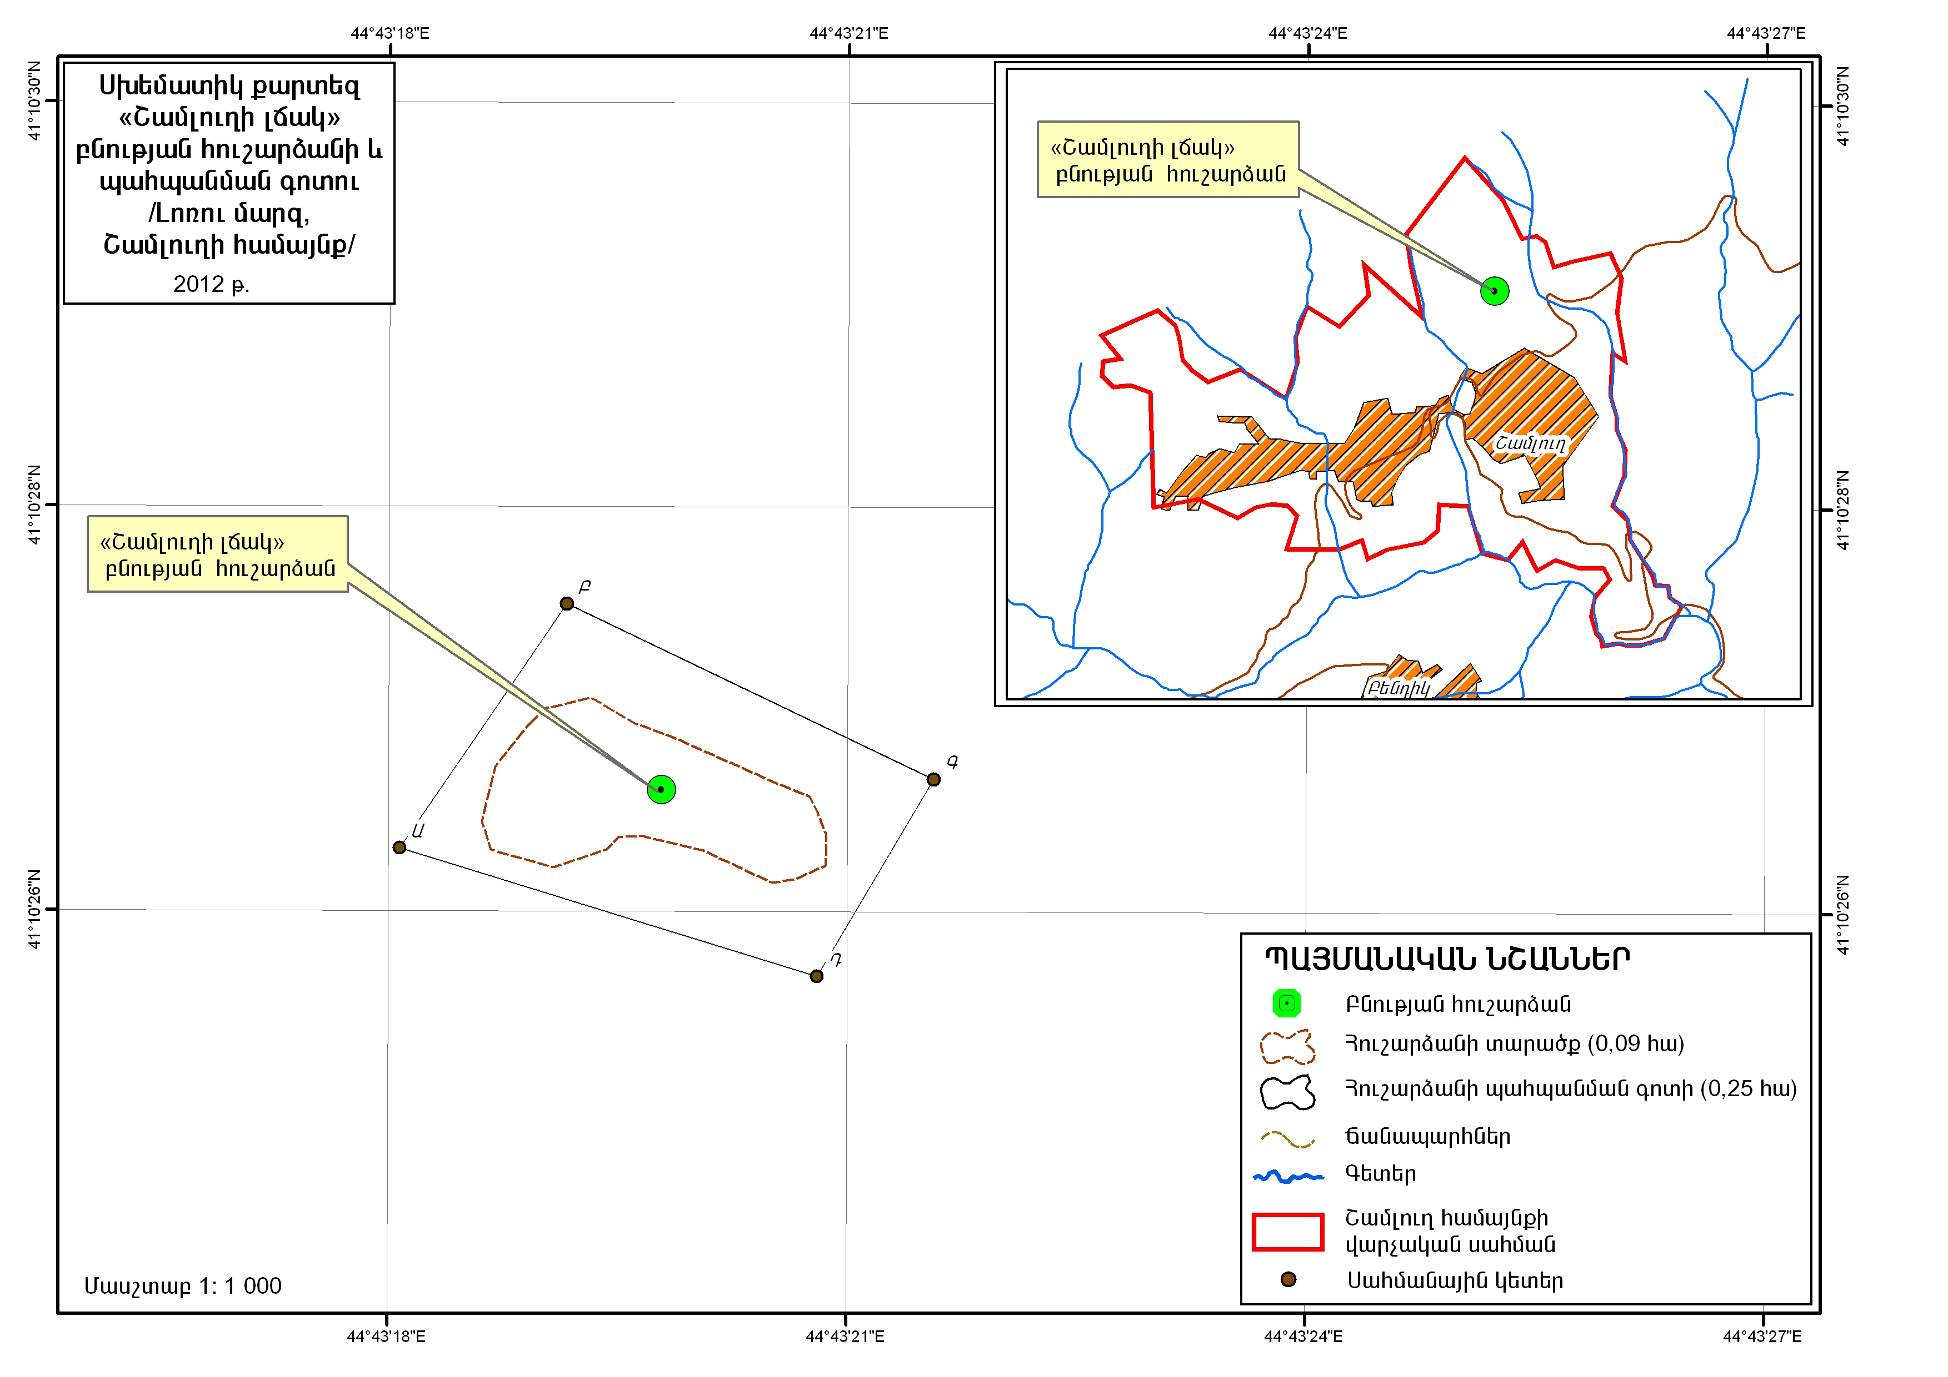 44°43'18"E
44°43'21"E
44°43'24"E
44°43'27"E
41°10'30"N
41°10'30"N
Սխեմատիկ քարտեզ
«Շամլուղի լճակ»
բնության հուշարձանի և
պահպանման գոտու
/Լոռու մարզ,
Շամլուղի համայնք/
2012 թ.
«Շամլուղի լճակ»
բնության հուշարձան
Շամլուղ
Բենդիկ
41°10'28"N
41°10'28"N
«Շամլուղի լճակ»
բնության հուշարձան
Բ
Գ
Ա
Դ
41°10'26"N
41°10'26"N
ՊԱՅՄԱՆԱԿԱՆ ՆՇԱՆՆԵՐ
Բնության հուշարձան
Հուշարձանի տարածք (0,09 հա)
Հուշարձանի պահպանման գոտի (0,25 հա)
Ճանապարհներ
Գետեր
Շամլուղ համայնքի
վարչական սահման
Սահմանային կետեր
Մասշտաբ 1: 1 000
44°43'18"E
44°43'21"E
44°43'24"E
44°43'27"E